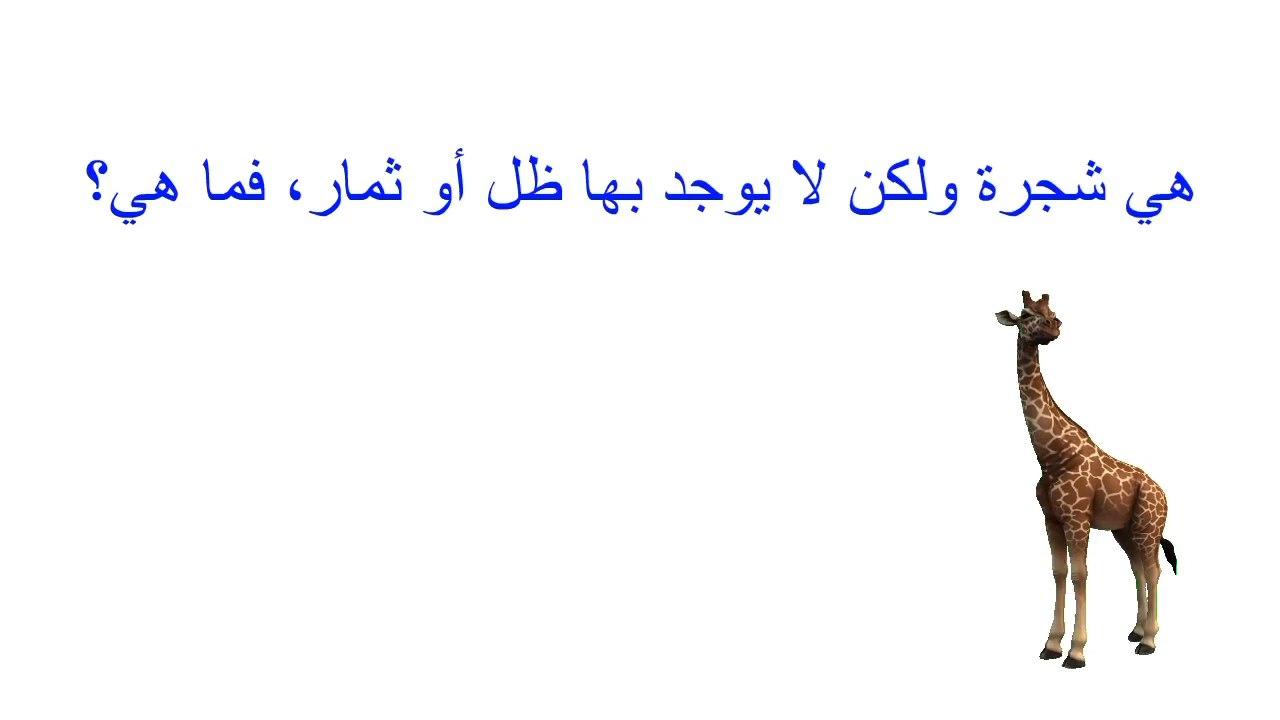 هي شجرة ولكن لا يوجد بها ظل أو ثمار، فما هي؟